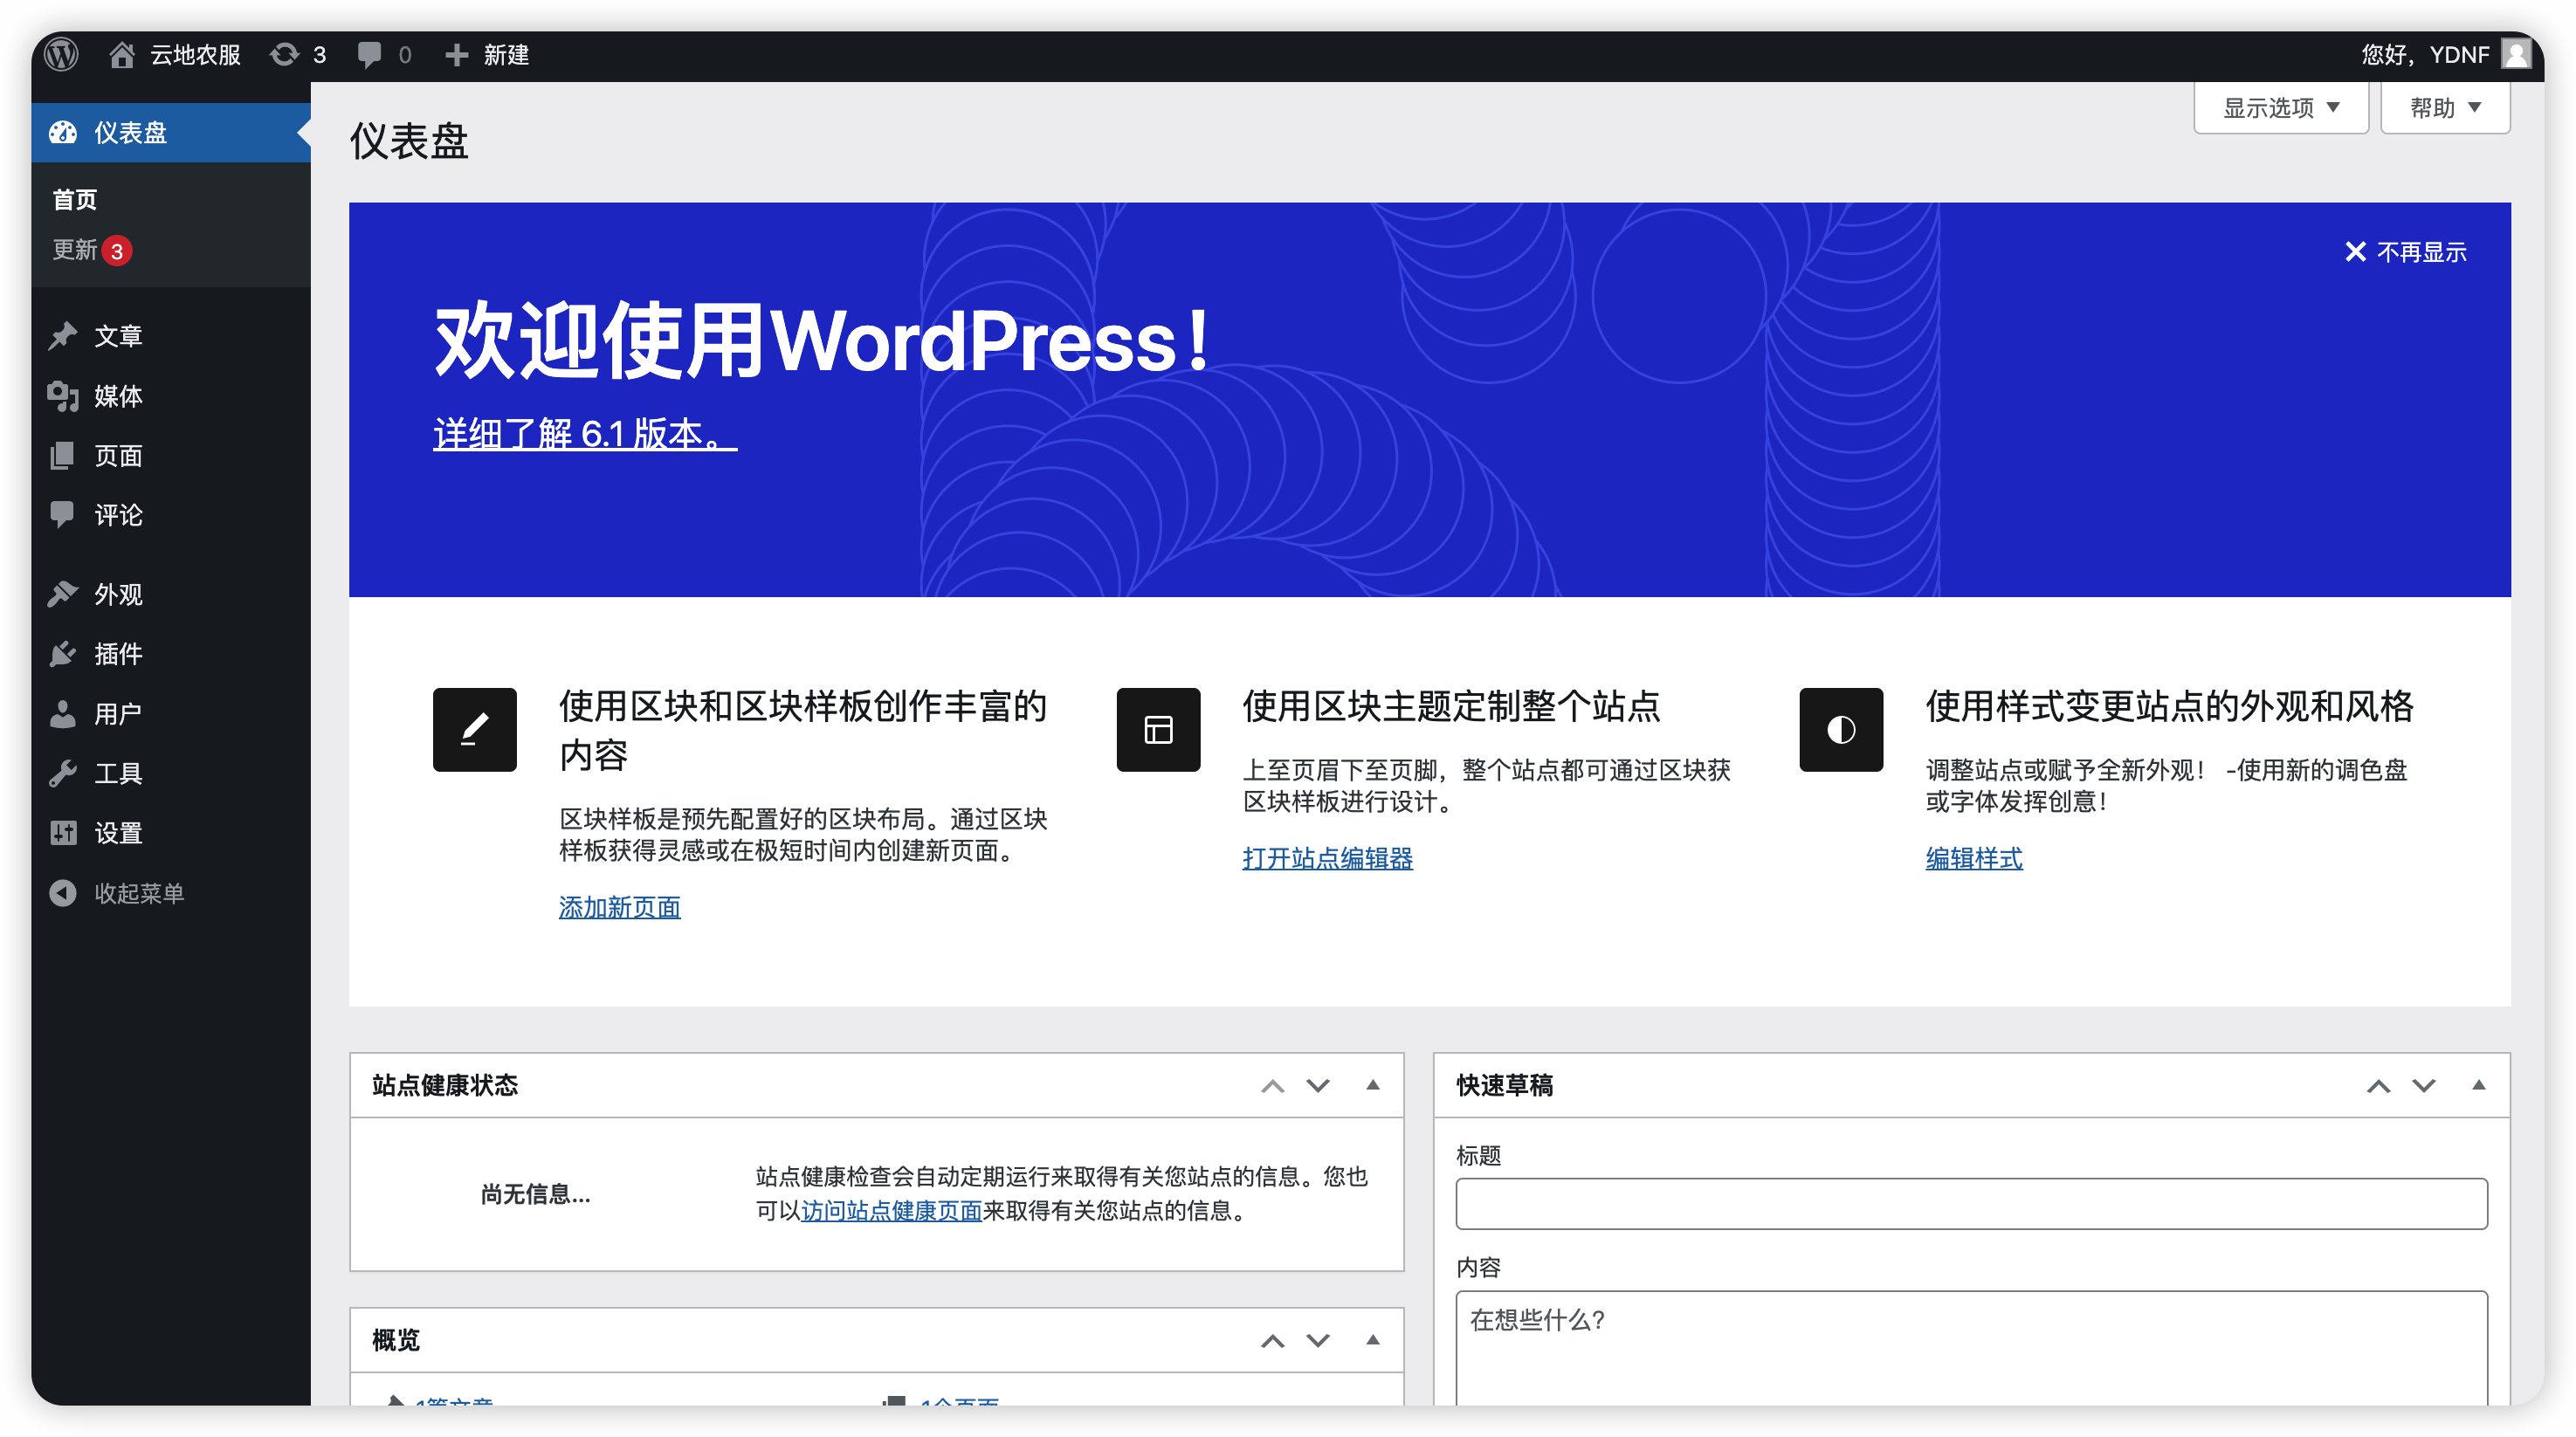 云地农服 3 0 新建 您好，YDNF
仪表盘
首页
更新 3
文章
媒体
页面
评论
外观
插件
用户
工具
设置
收起菜单
显示选项 帮助
仪表盘
不再显示
欢迎使用WordPress！
详细了解 6.1 版本。
使用区块和区块样板创作丰富的
内容
区块样板是预先配置好的区块布局。通过区块
样板获得灵感或在极短时间内创建新页面。
添加新页面
使用区块主题定制整个站点
上至页眉下至页脚，整个站点都可通过区块获
区块样板进行设计。
打开站点编辑器
使用样式变更站点的外观和风格
调整站点或赋予全新外观！ -使用新的调色盘
或字体发挥创意！
编辑样式
站点健康状态
尚无信息...
站点健康检查会自动定期运行来取得有关您站点的信息。您也
可以访问站点健康页面来取得有关您站点的信息。
概览
1篇文章 1个页面
快速草稿
标题
内容
在想些什么?